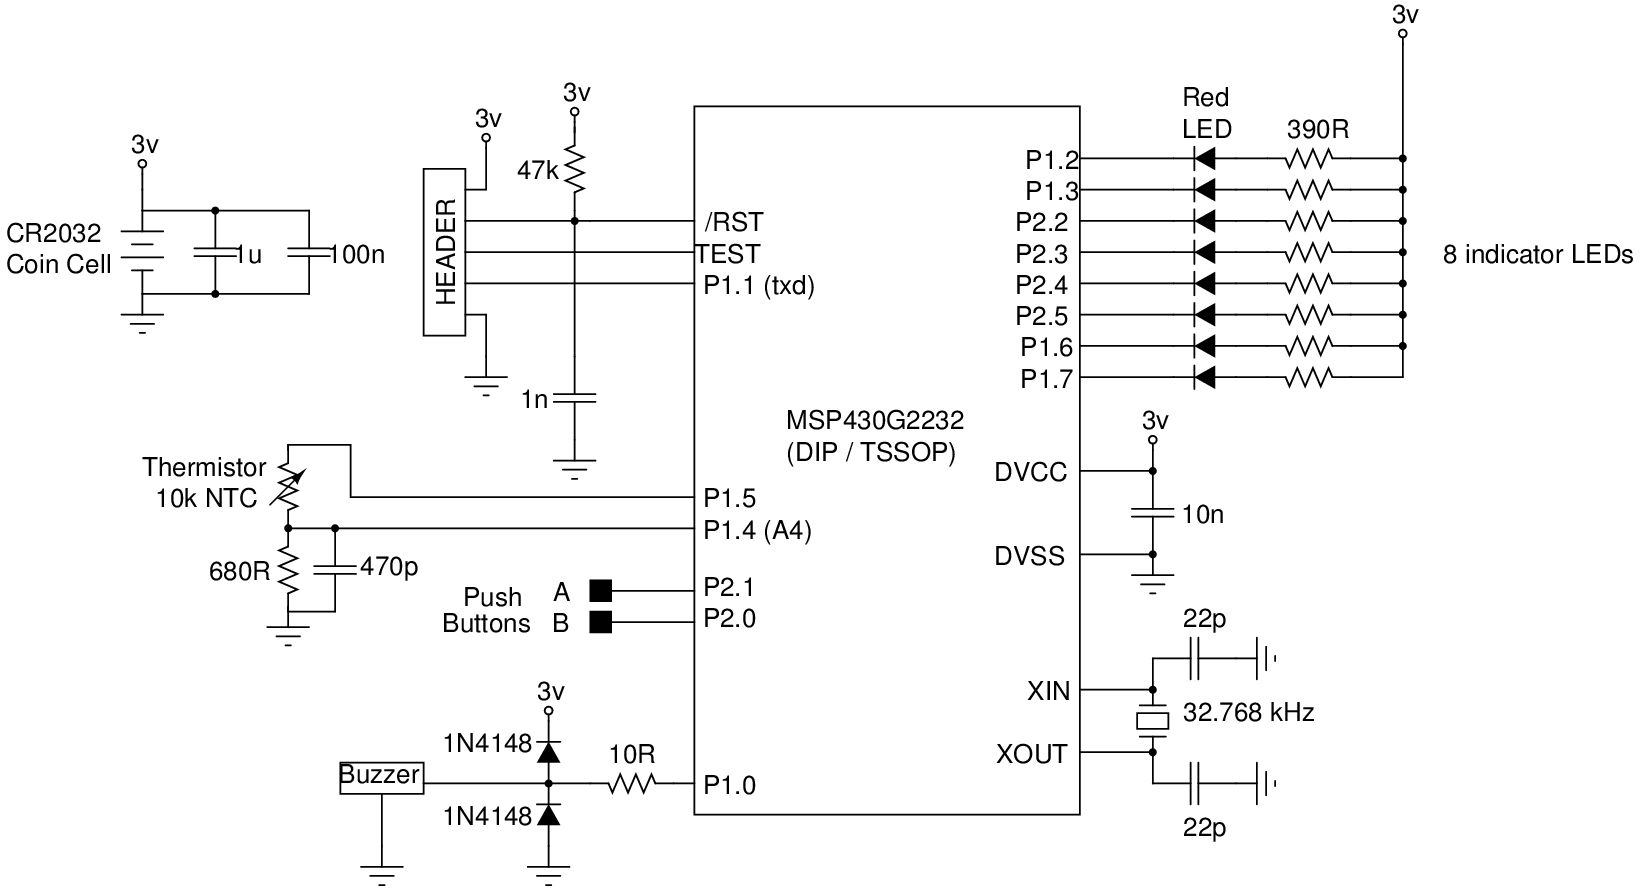 3v
CR2032
Coin Cell
1u
100n
3v
HEADER
3v
47k
1n
/RST
TEST
P1.1 (txd)
Thermistor
10k NTC
680R
470p
P1.5
P1.4 (A4)
Push
Buttons
A
B
P2.1
P2.0
3v
1N4148
1N4148
Buzzer
10R
P1.0
MSP430G2232
(DIP / TSSOP)
3v
Red
LED
390R
P1.2
P1.3
P2.2
P2.3
P2.4
P2.5
P1.6
P1.7
8 indicator LEDs
3v
DVCC
10n
DVSS
22p
XIN
32.768 kHz
XOUT
22p